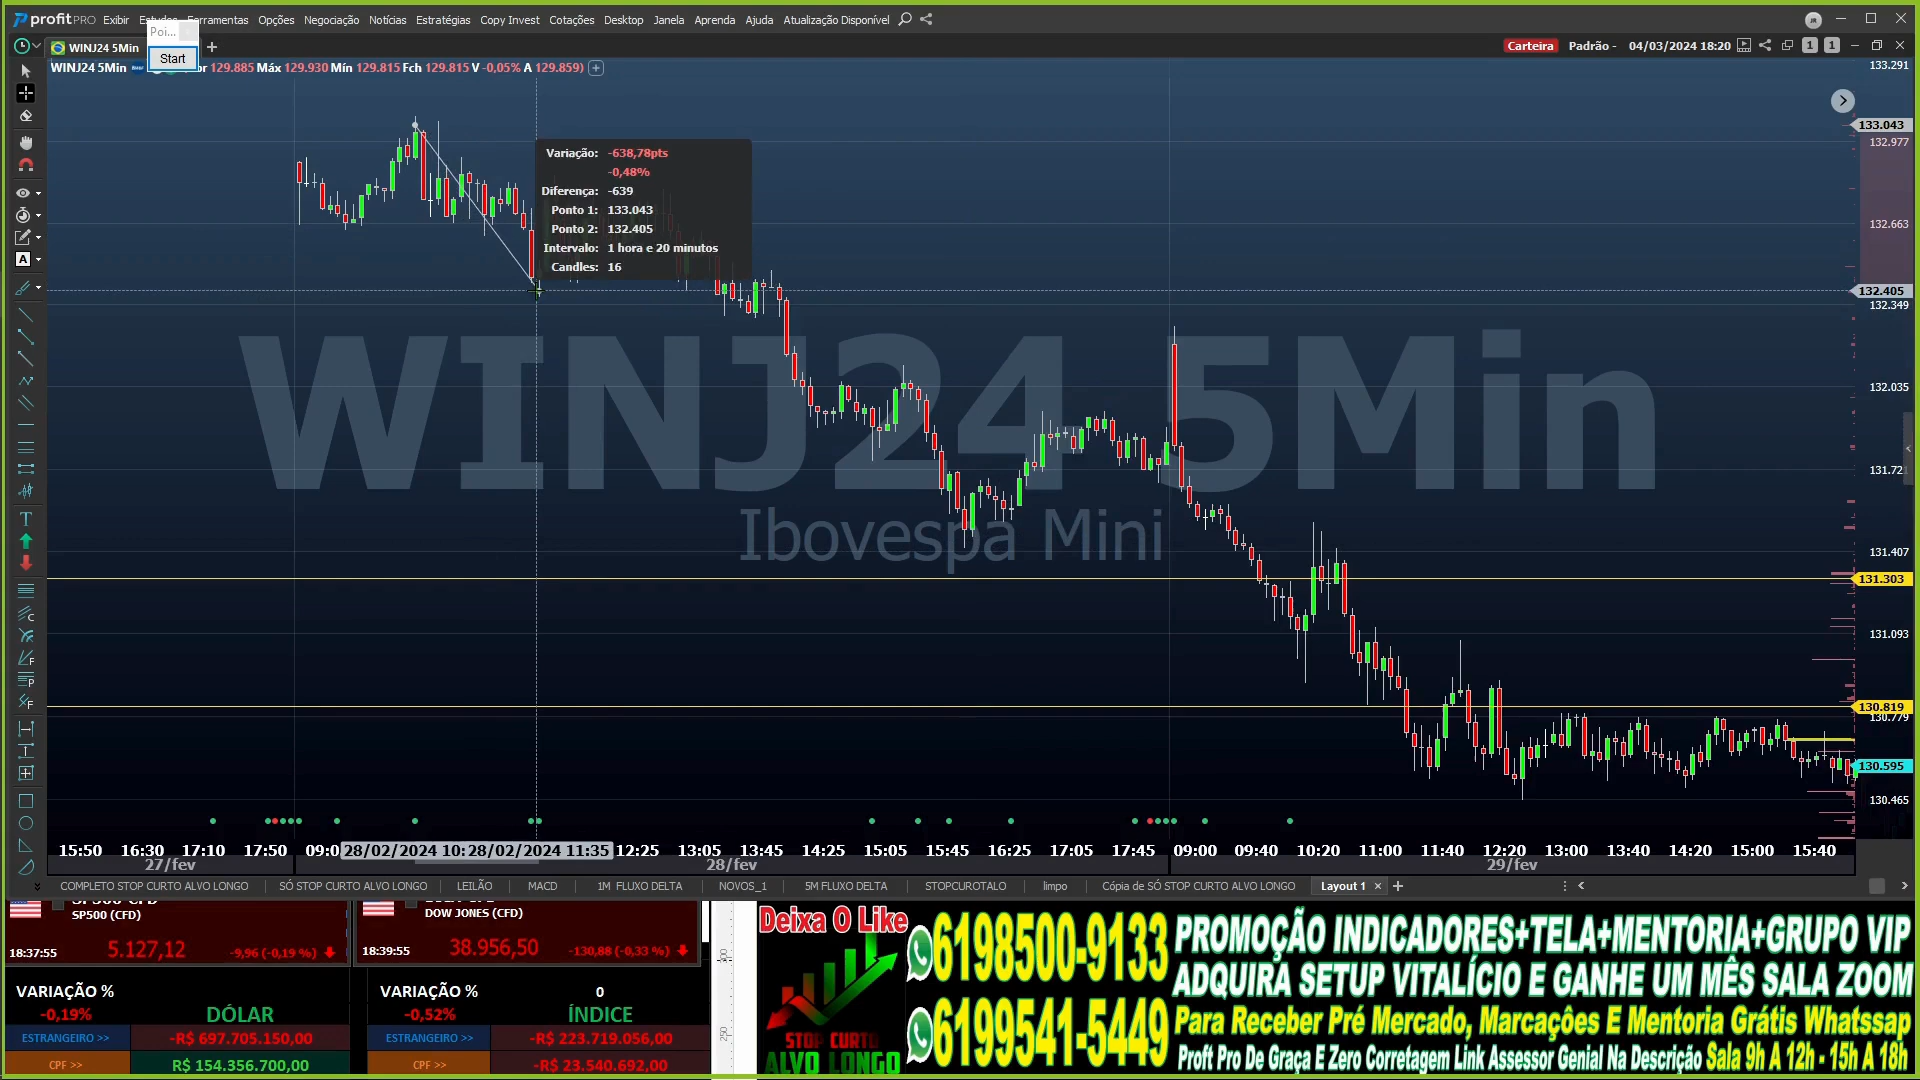 profitPRO Exibir Estudos Ferramentas Opções Negociação Notícias Estratégias Copy Invest Cotações Desktop Janela Aprenda Ajuda Atualização Disponível
Poi...
Start
WINJ24 5Min
Carteira Padrão - 04/03/2024 18:20 1 1
WINJ24 5Min 129.885 Máx 129.930 Mín 129.815 Fch 129.815 V -0,05% A 129.859)
133.291
133.043
132.977
132.663
132.405
132.349
132.035
131.721
131.407
131.303
131.093
130.819
130.779
130.595
130.465
Variação: -638,78pts
-0,48%
Diferença: -639
Ponto 1: 133.043
Ponto 2: 132.405
Intervalo: 1 hora e 20 minutos
Candles: 16
WINJ24 5Min
Ibovespa Mini
15:50 16:30 17:10 17:50 09:0 28/02/2024 10: 28/02/2024 11:35 12:25 13:05 13:45 14:25 15:05 15:45 16:25 17:05 17:45 09:00 09:40 10:20 11:00 11:40 12:20 13:00 13:40 14:20 15:00 15:40
27/fev 28/fev 29/fev
COMPLETO STOP CURTO ALVO LONGO SÓ STOP CURTO ALVO LONGO LEILÃO MACD 1M FLUXO DELTA NOVOS_1 5M FLUXO DELTA STOPCUROTALO limpo Cópia de SÓ STOP CURTO ALVO LONGO Layout 1
SP500 (CFD)
18:37:55 5.127,12 -9,96 (-0,19 %)
DOW JONES (CFD)
18:39:55 38.956,50 -130,88 (-0,33 %)
VARIAÇÃO %
-0,19% DÓLAR
ESTRANGEIRO >> -R$ 697.705.150,00
CPF >> R$ 154.356.700,00
VARIAÇÃO % 0
-0,52% ÍNDICE
ESTRANGEIRO >> -R$ 223.719.056,00
CPF >> -R$ 23.540.692,00
Deixa O Like
STOP CURTO
ALVO LONGO
6198500-9133
6199541-5449
PROMOÇÃO INDICADORES+TELA+MENTORIA+GRUPO VIP
ADQUIRA SETUP VITALÍCIO E GANHE UM MÊS SALA ZOOM
Para Receber Pré Mercado, Marcações E Mentoria Grátis Whatssap
Proft Pro De Graça E Zero Corretagem Link Assessor Genial Na Descrição Sala 9h A 12h - 15h A 18h